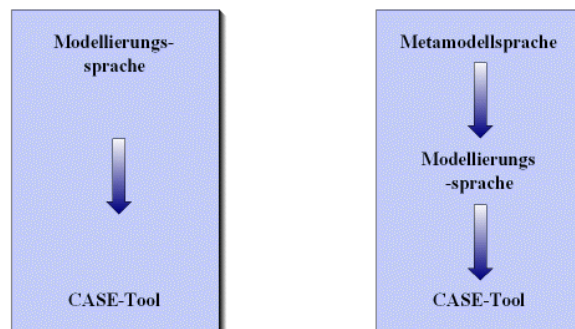 Modellierungs-
sprache
CASE-Tool
Metamodellsprache
Modellierungs
-sprache
CASE-Tool